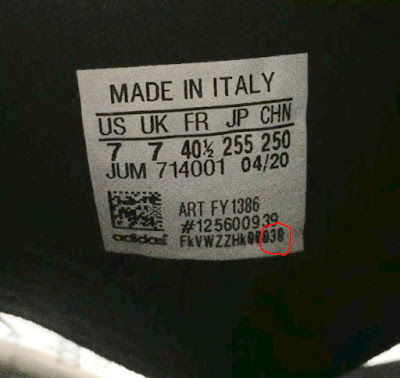 MADE IN ITALY
US UK FR JP CHN
7 7 40½ 255 250
JUM 714001 04/20
ART FY1386
#125600939
adidas